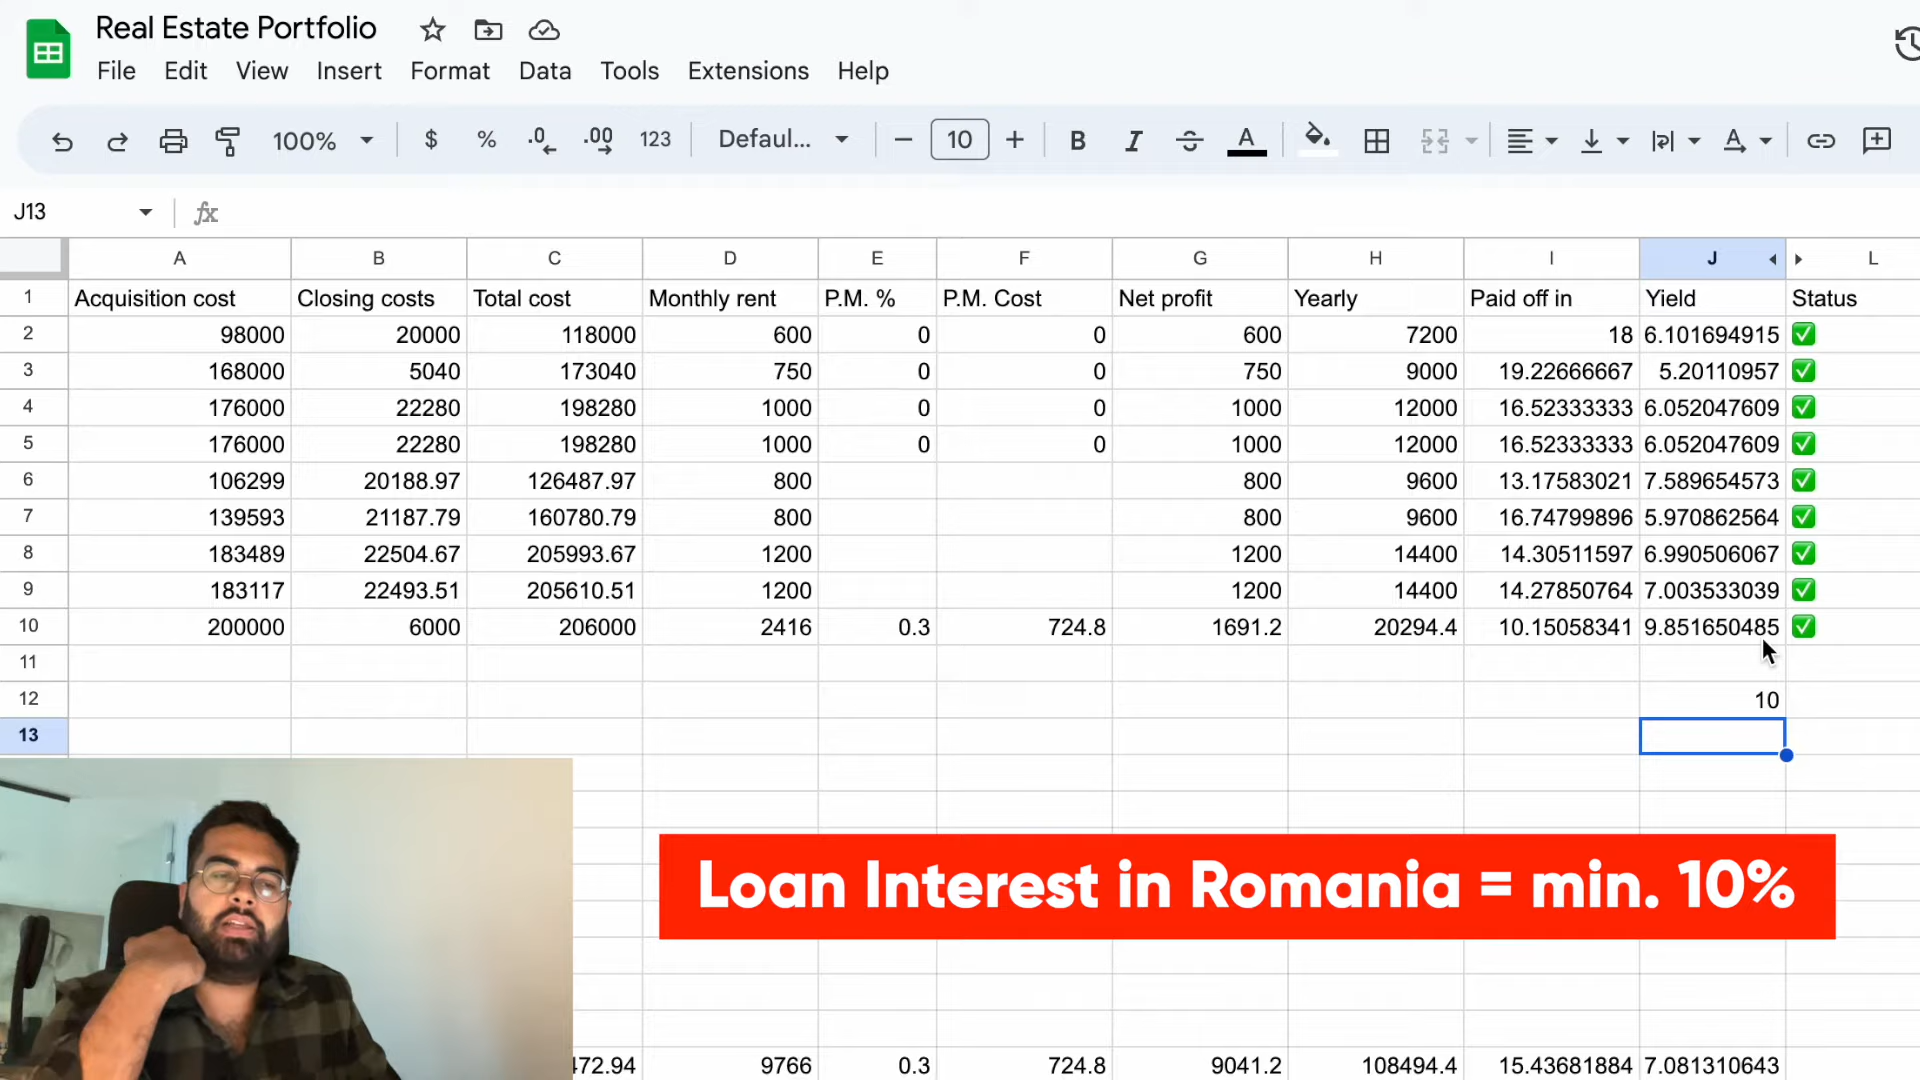 Real Estate Portfolio
File Edit View Insert Format Data Tools Extensions Help
100% $ % .0 .00 123 Defaul... − 10 + B I S A A
J13 fx
A B C D E F G H I J L
1 Acquisition cost Closing costs Total cost Monthly rent P.M. % P.M. Cost Net profit Yearly Paid off in Yield Status
2 98000 20000 118000 600 0 0 600 7200 18 6.101694915 ✅
3 168000 5040 173040 750 0 0 750 9000 19.22666667 5.20110957 ✅
4 176000 22280 198280 1000 0 0 1000 12000 16.52333333 6.052047609 ✅
5 176000 22280 198280 1000 0 0 1000 12000 16.52333333 6.052047609 ✅
6 106299 20188.97 126487.97 800 800 9600 13.17583021 7.589654573 ✅
7 139593 21187.79 160780.79 800 800 9600 16.74799896 5.970862564 ✅
8 183489 22504.67 205993.67 1200 1200 14400 14.30511597 6.990506067 ✅
9 183117 22493.51 205610.51 1200 1200 14400 14.27850764 7.003533039 ✅
10 200000 6000 206000 2416 0.3 724.8 1691.2 20294.4 10.15058341 9.851650485 ✅
11
12 10
13
Loan Interest in Romania = min. 10%
472.94 9766 0.3 724.8 9041.2 108494.4 15.43681884 7.081310643